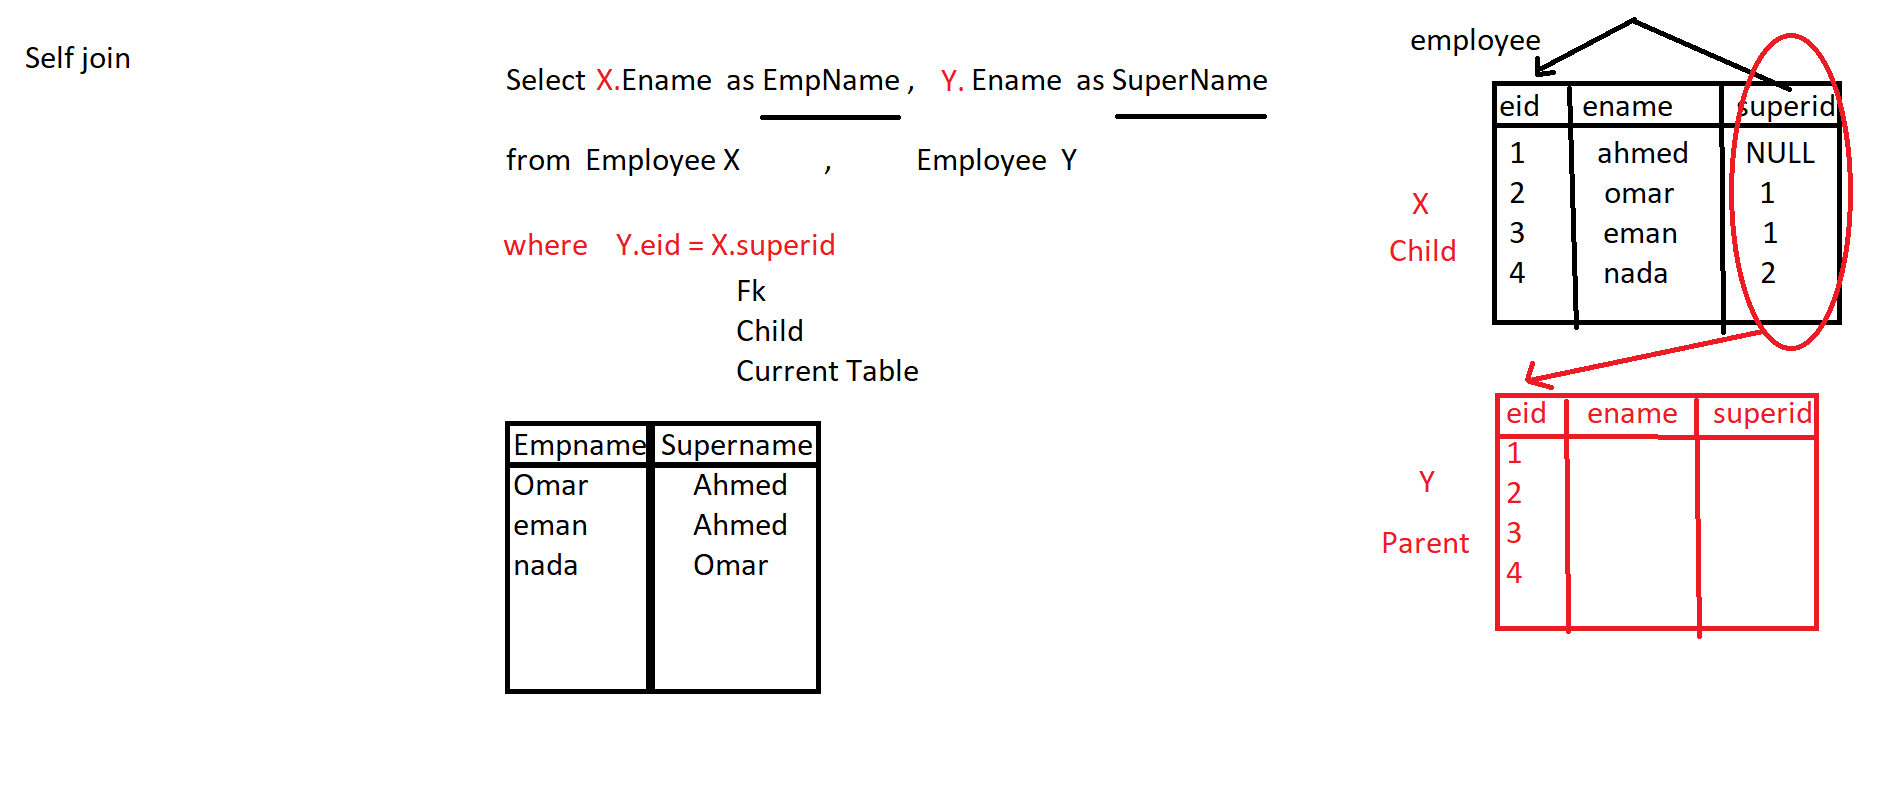 Self join
Select X.Ename as EmpName , Y. Ename as SuperName
from Employee X , Employee Y
where Y.eid = X.superid
Fk
Child
Current Table
Empname Supername
Omar Ahmed
eman Ahmed
nada Omar
employee
eid ename superid
1 ahmed NULL
2 omar 1
3 eman 1
4 nada 2
X
Child
eid ename superid
1
2
3
4
Y
Parent